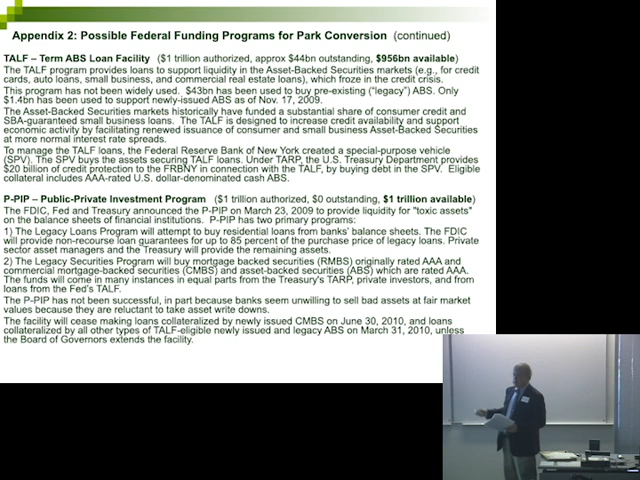 Appendix 2: Possible Federal Funding Programs for Park Conversion (continued)
TALF – Term ABS Loan Facility ($1 trillion authorized, approx $44bn outstanding, $956bn available)
The TALF program provides loans to support liquidity in the Asset-Backed Securities markets (e.g., for credit
cards, auto loans, small business, and commercial real estate loans), which froze in the credit crisis.
This program has not been widely used. $43bn has been used to buy pre-existing ("legacy") ABS. Only
$1.4bn has been used to support newly-issued ABS as of Nov. 17, 2009.
The Asset-Backed Securities markets historically have funded a substantial share of consumer credit and
SBA-guaranteed small business loans. The TALF is designed to increase credit availability and support
economic activity by facilitating renewed issuance of consumer and small business Asset-Backed Securities
at more normal interest rate spreads.
To manage the TALF loans, the Federal Reserve Bank of New York created a special-purpose vehicle
(SPV). The SPV buys the assets securing TALF loans. Under TARP, the U.S. Treasury Department provides
$20 billion of credit protection to the FRBNY in connection with the TALF, by buying debt in the SPV. Eligible
collateral includes AAA-rated U.S. dollar-denominated cash ABS.
P-PIP – Public-Private Investment Program ($1 trillion authorized, $0 outstanding, $1 trillion available)
The FDIC, Fed and Treasury announced the P-PIP on March 23, 2009 to provide liquidity for "toxic assets"
on the balance sheets of financial institutions. P-PIP has two primary programs:
1) The Legacy Loans Program will attempt to buy residential loans from banks' balance sheets. The FDIC
will provide non-recourse loan guarantees for up to 85 percent of the purchase price of legacy loans. Private
sector asset managers and the Treasury will provide the remaining assets.
2) The Legacy Securities Program will buy mortgage backed securities (RMBS) originally rated AAA and
commercial mortgage-backed securities (CMBS) and asset-backed securities (ABS) which are rated AAA.
The funds will come in many instances in equal parts from the Treasury's TARP, private investors, and from
loans from the Fed's TALF.
The P-PIP has not been successful, in part because banks seem unwilling to sell bad assets at fair market
values because they are reluctant to take asset write downs.
The facility will cease making loans collateralized by newly issued CMBS on June 30, 2010, and loans
collateralized by all other types of TALF-eligible newly issued and legacy ABS on March 31, 2010, unless
the Board of Governors extends the facility.